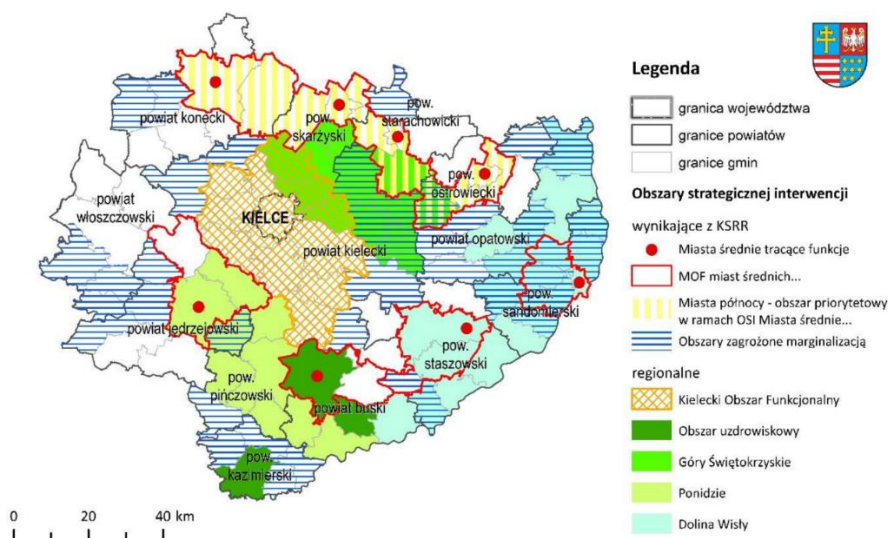 powiat konecki
pow.
skarżyski
pow.
starachowicki
pow.
ostrowiecki
powiat
włoszczowski
KIELCE
powiat kielecki
powiat opatowski
pow.
sandomierski
powiat jędrzejowski
pow.
staszowski
pow.
pińczowski
powiat buski
pow.
kazimierski
0 20 40 km
Legenda
granica województwa
granice powiatów
granice gmin
Obszary strategicznej interwencji
wynikające z KSRR
Miasta średnie tracące funkcje
MOF miast średnich...
Miasta północy - obszar priorytetowy
w ramach OSI Miasta średnie...
Obszary zagrożone marginalizacją
regionalne
Kielecki Obszar Funkcjonalny
Obszar uzdrowiskowy
Góry Świętokrzyskie
Ponidzie
Dolina Wisły